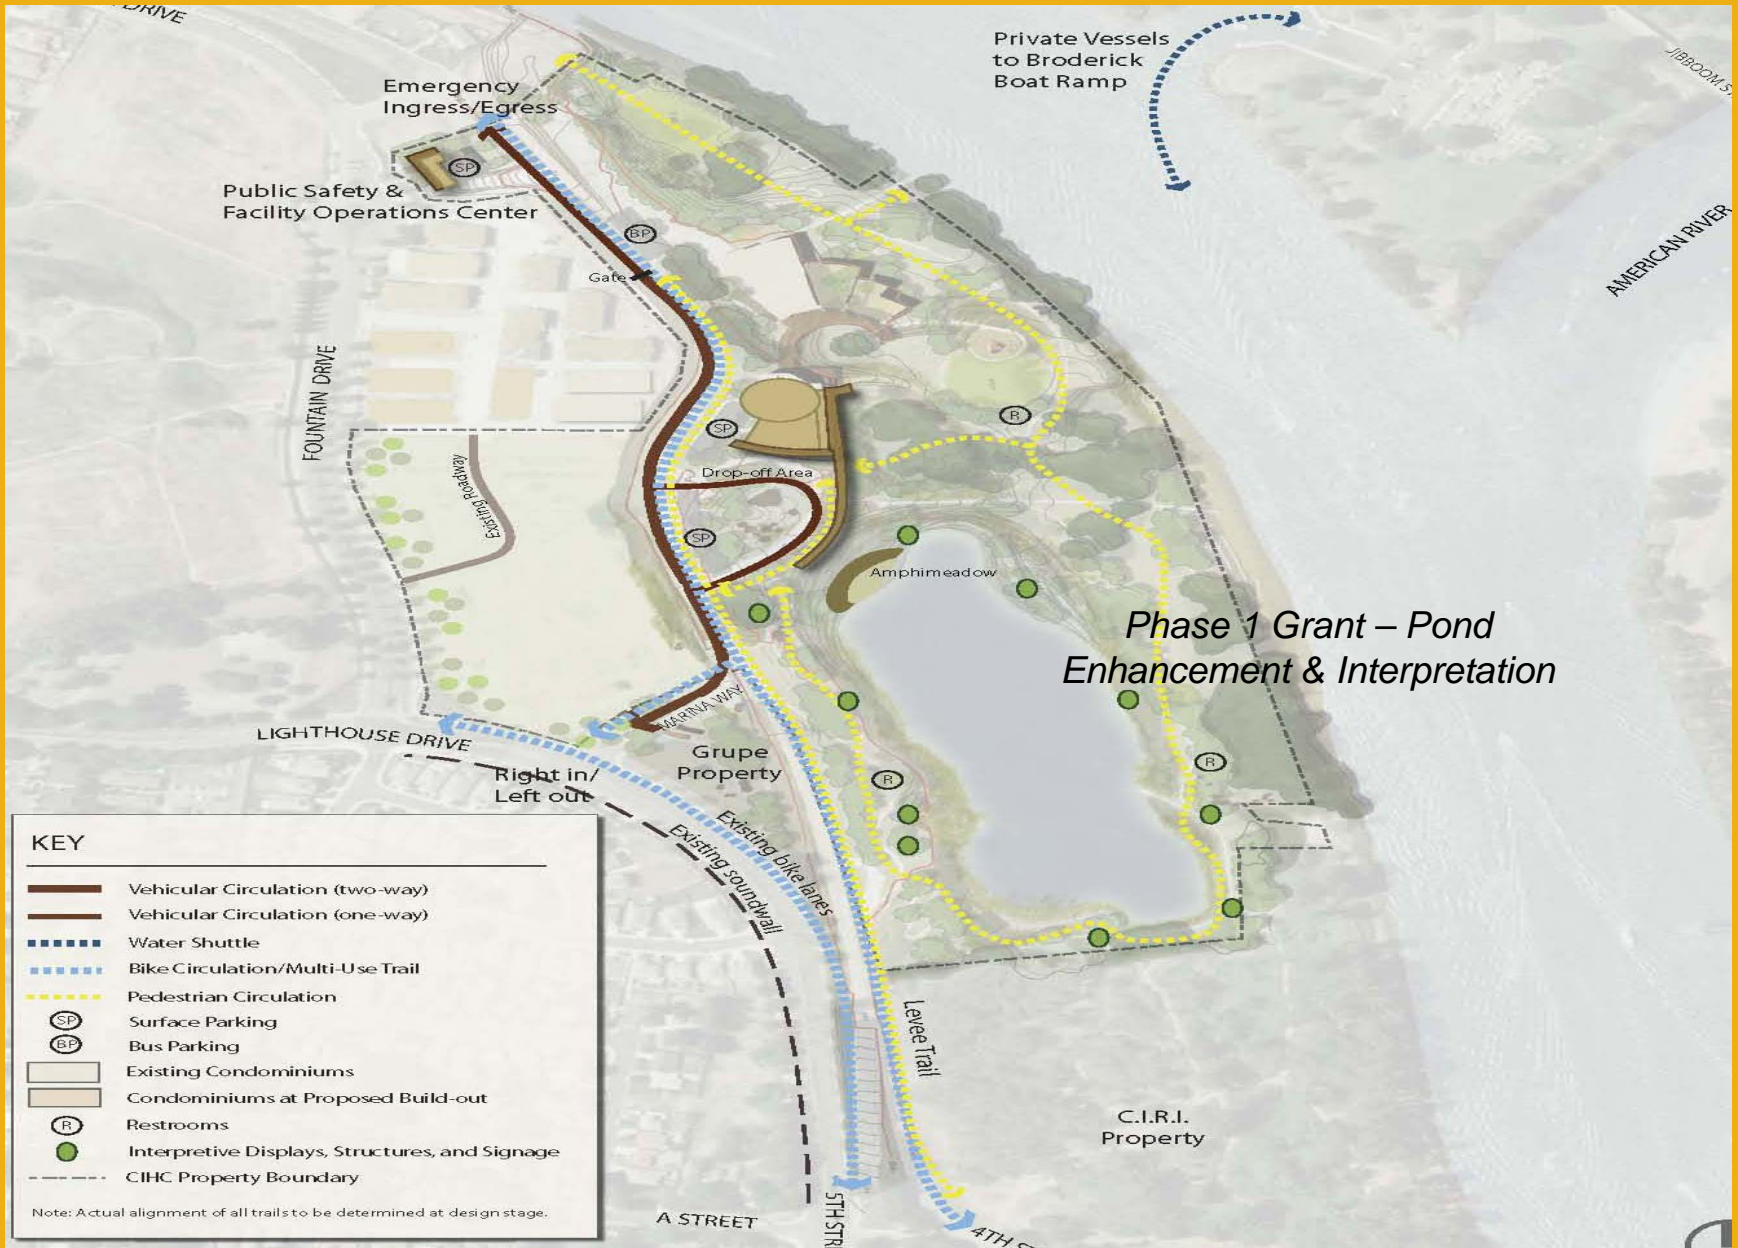 DRIVE
Private Vessels
to Broderick
Boat Ramp
JIBBOOM
Emergency
Ingress/Egress
SP
Public Safety &
Facility Operations Center
BP
Gate
AMERICAN RIVER
FOUNTAIN DRIVE
R
SP
Drop-off Area
Existing Roadway
SP
Amphimeadow
Phase 1 Grant – Pond
Enhancement & Interpretation
MARINA WAY
LIGHTHOUSE DRIVE
Grupe
Property
R
Right in/
Left out
R
Existing bike lanes
Existing soundwall
KEY
Vehicular Circulation (two-way)
Vehicular Circulation (one-way)
Water Shuttle
Bike Circulation/Multi-Use Trail
Pedestrian Circulation
SP Surface Parking
BP Bus Parking
Existing Condominiums
Condominiums at Proposed Build-out
R Restrooms
Interpretive Displays, Structures, and Signage
CIHC Property Boundary
Note: Actual alignment of all trails to be determined at design stage.
Levee Trail
C.I.R.I.
Property
A STREET
5TH STR
4TH